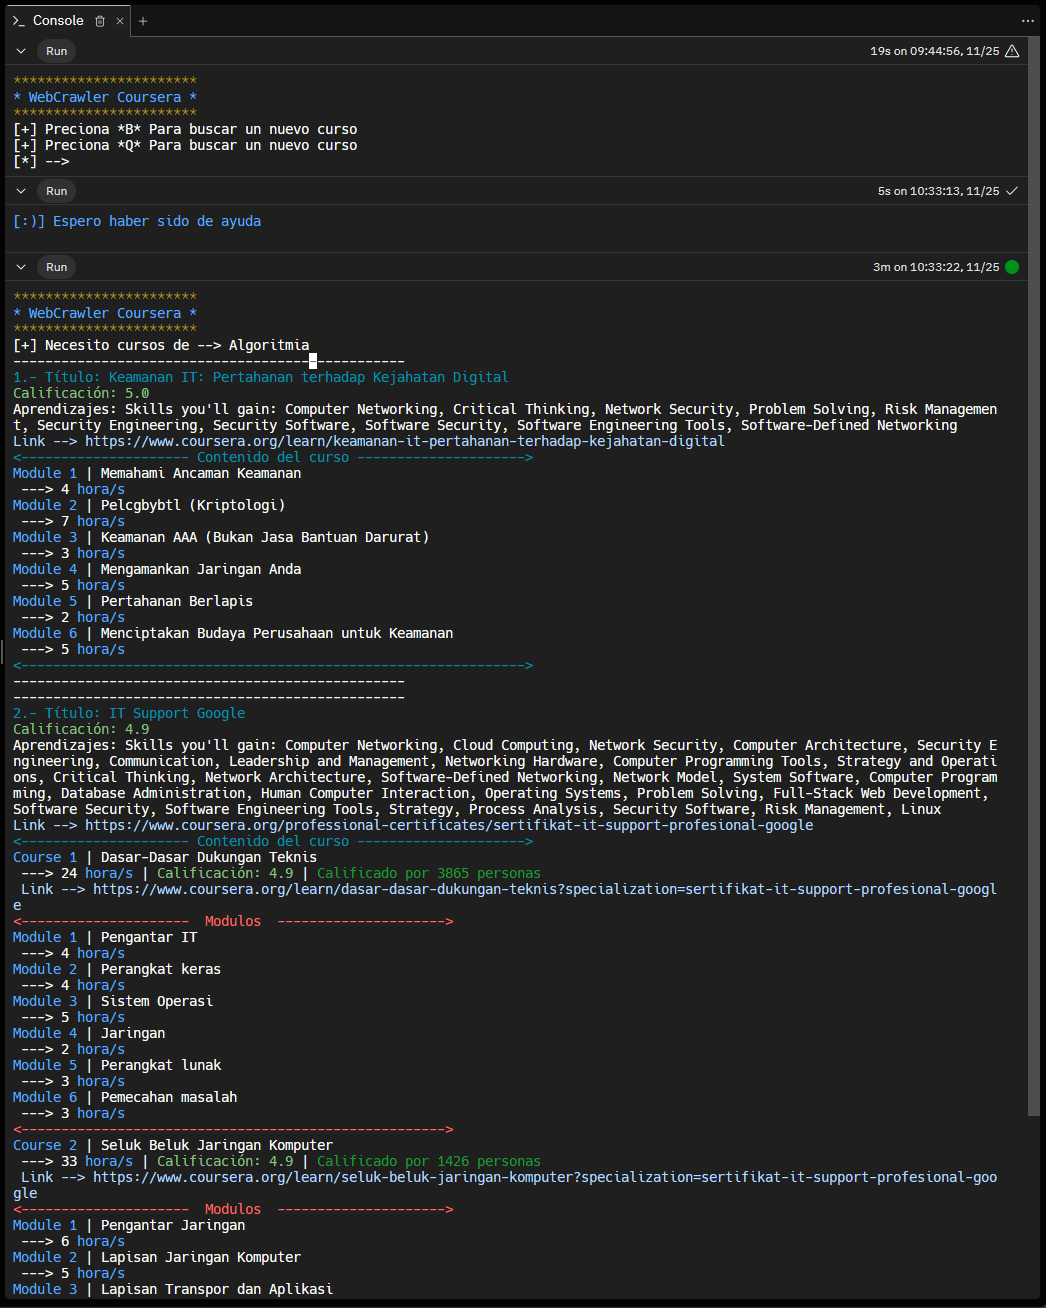 Console
Run
19s on 09:44:56, 11/25
***********************
* WebCrawler Coursera *
***********************
[+] Preciona *B* Para buscar un nuevo curso
[+] Preciona *Q* Para buscar un nuevo curso
[*] -->
Run
5s on 10:33:13, 11/25
[:)] Espero haber sido de ayuda
Run
3m on 10:33:22, 11/25
***********************
* WebCrawler Coursera *
***********************
[+] Necesito cursos de --> Algoritmia
-------------------------------------------------
1.- Título: Keamanan IT: Pertahanan terhadap Kejahatan Digital
Calificación: 5.0
Aprendizajes: Skills you'll gain: Computer Networking, Critical Thinking, Network Security, Problem Solving, Risk Managemen
t, Security Engineering, Security Software, Software Security, Software Engineering Tools, Software-Defined Networking
Link --> https://www.coursera.org/learn/keamanan-it-pertahanan-terhadap-kejahatan-digital
<--------------------- Contenido del curso --------------------->
Module 1 | Memahami Ancaman Keamanan
 ---> 4 hora/s
Module 2 | Pelcgbybtl (Kriptologi)
 ---> 7 hora/s
Module 3 | Keamanan AAA (Bukan Jasa Bantuan Darurat)
 ---> 3 hora/s
Module 4 | Mengamankan Jaringan Anda
 ---> 5 hora/s
Module 5 | Pertahanan Berlapis
 ---> 2 hora/s
Module 6 | Menciptakan Budaya Perusahaan untuk Keamanan
 ---> 5 hora/s
<--------------------------------------------------------------->
-------------------------------------------------
-------------------------------------------------
2.- Título: IT Support Google
Calificación: 4.9
Aprendizajes: Skills you'll gain: Computer Networking, Cloud Computing, Network Security, Computer Architecture, Security E
ngineering, Communication, Leadership and Management, Networking Hardware, Computer Programming Tools, Strategy and Operati
ons, Critical Thinking, Network Architecture, Software-Defined Networking, Network Model, System Software, Computer Program
ming, Database Administration, Human Computer Interaction, Operating Systems, Problem Solving, Full-Stack Web Development,
Software Security, Software Engineering Tools, Strategy, Process Analysis, Security Software, Risk Management, Linux
Link --> https://www.coursera.org/professional-certificates/sertifikat-it-support-profesional-google
<--------------------- Contenido del curso --------------------->
Course 1 | Dasar-Dasar Dukungan Teknis
 ---> 24 hora/s | Calificación: 4.9 | Calificado por 3865 personas
 Link --> https://www.coursera.org/learn/dasar-dasar-dukungan-teknis?specialization=sertifikat-it-support-profesional-googl
e
<---------------------  Modulos  --------------------->
Module 1 | Pengantar IT
 ---> 4 hora/s
Module 2 | Perangkat keras
 ---> 4 hora/s
Module 3 | Sistem Operasi
 ---> 5 hora/s
Module 4 | Jaringan
 ---> 2 hora/s
Module 5 | Perangkat lunak
 ---> 3 hora/s
Module 6 | Pemecahan masalah
 ---> 3 hora/s
<----------------------------------------------------->
Course 2 | Seluk Beluk Jaringan Komputer
 ---> 33 hora/s | Calificación: 4.9 | Calificado por 1426 personas
 Link --> https://www.coursera.org/learn/seluk-beluk-jaringan-komputer?specialization=sertifikat-it-support-profesional-goo
gle
<---------------------  Modulos  --------------------->
Module 1 | Pengantar Jaringan
 ---> 6 hora/s
Module 2 | Lapisan Jaringan Komputer
 ---> 5 hora/s
Module 3 | Lapisan Transpor dan Aplikasi